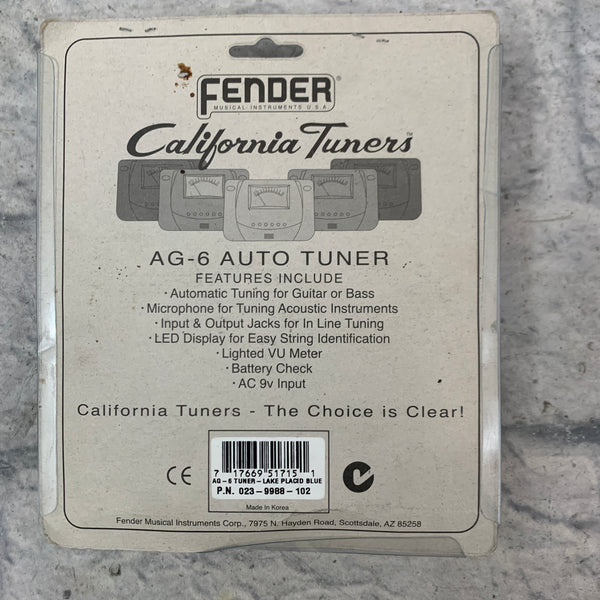 FENDER®
MUSICAL INSTRUMENTS U.S.A.
California Tuners™
AG-6 AUTO TUNER
FEATURES INCLUDE
· Automatic Tuning for Guitar or Bass
· Microphone for Tuning Acoustic Instruments
· Input & Output Jacks for In Line Tuning
· LED Display for Easy String Identification
· Lighted VU Meter
· Battery Check
· AC 9v Input
California Tuners - The Choice is Clear!
CE
7 17669 51715 1
AG-6 TUNER-LAKE PLACID BLUE
P.N. 023-9988-102
Made In Korea
Fender Musical Instruments Corp., 7975 N. Hayden Road, Scottsdale, AZ 85258